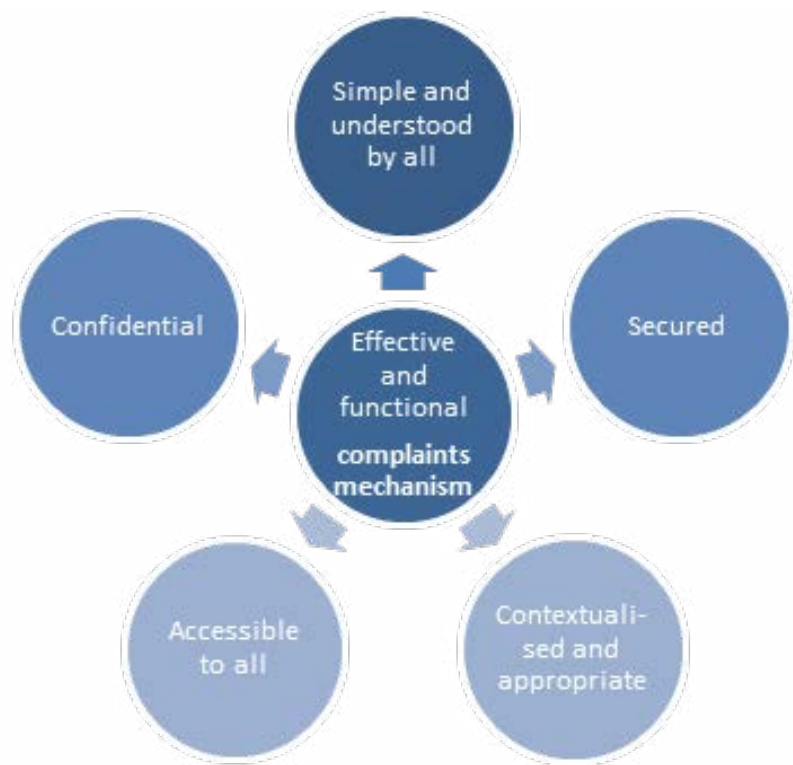 Simple and
understood
by all
Confidential
Secured
Effective
and
functional
complaints
mechanism
Accessible
to all
Contextuali-
sed and
appropriate